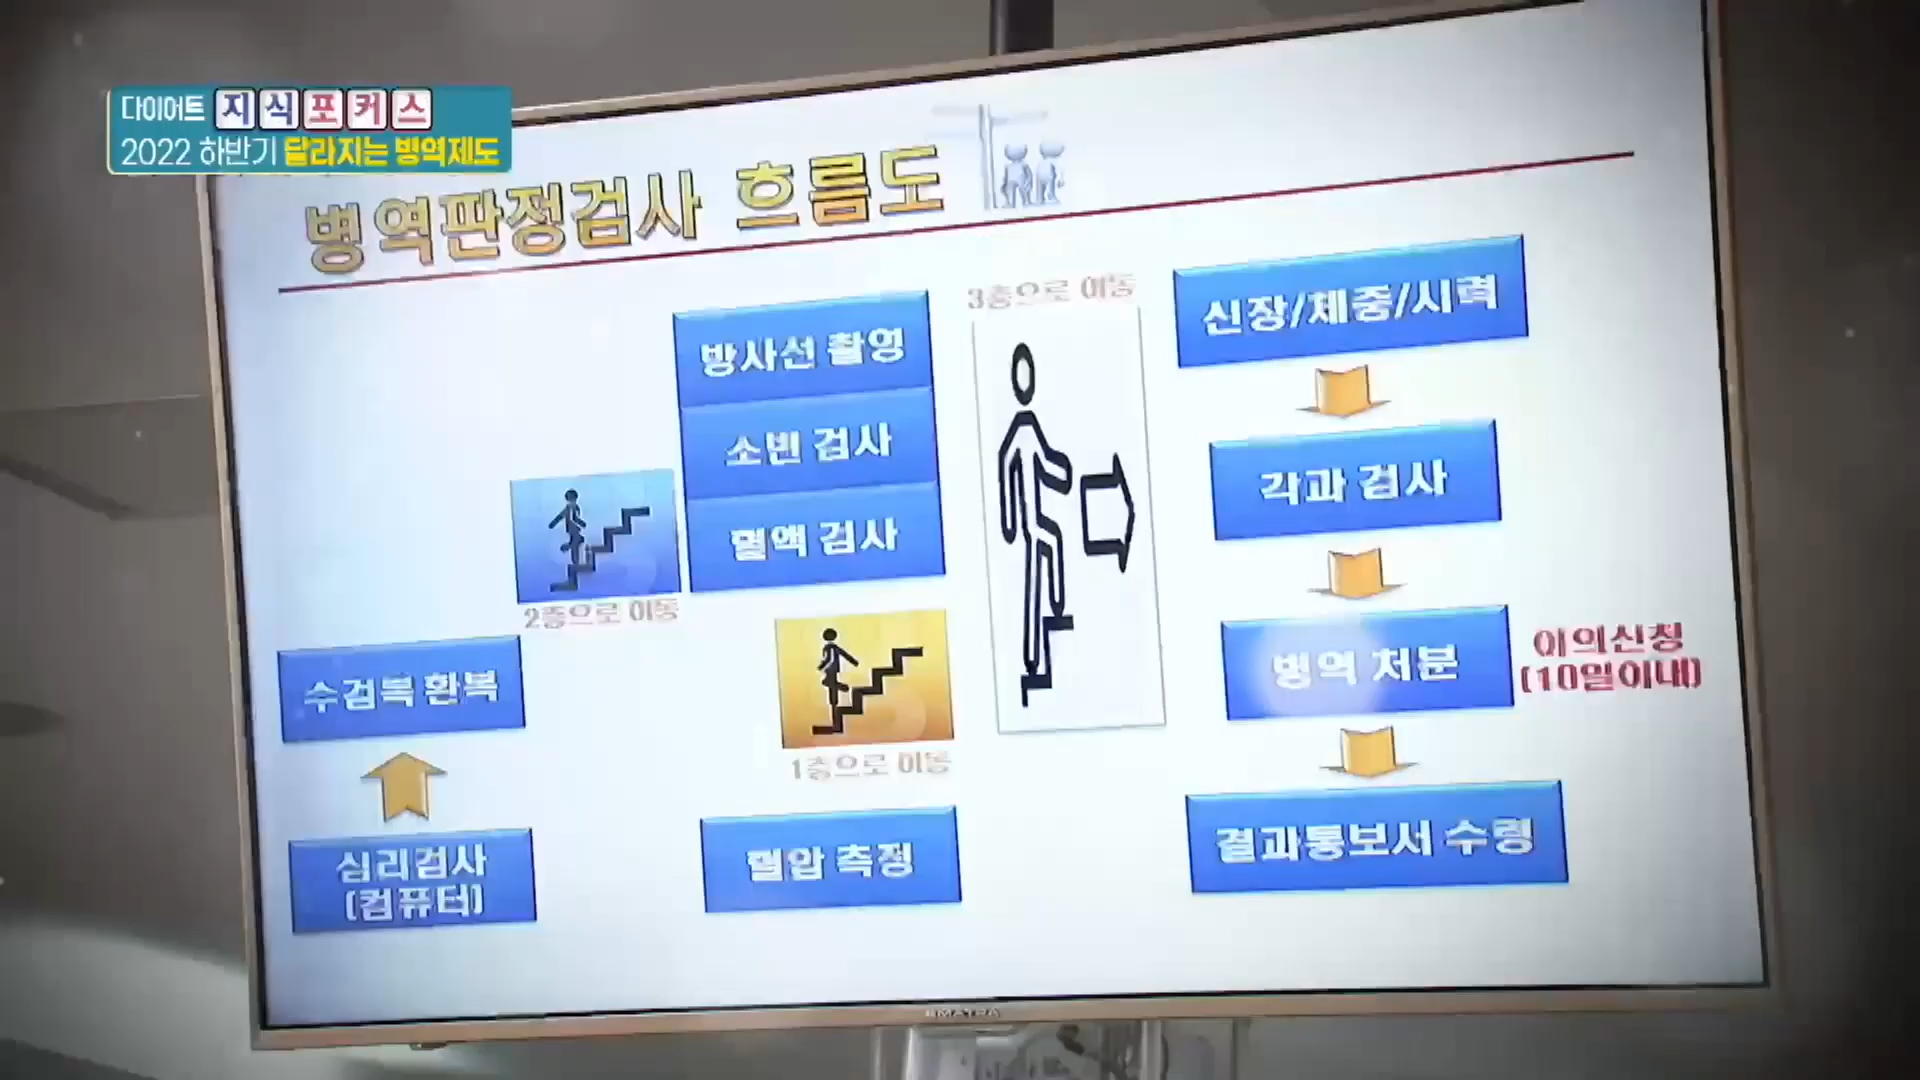 다이어트 지식포커스
2022 하반기 달라지는 병역제도
병역판정검사 흐름도
방사선 촬영
소변 검사
혈액 검사
2층으로 이동
수검복 환복
심리검사
(컴퓨터)
1층으로 이동
혈압 측정
3층으로 이동
신장/체중/시력
각과 검사
병역 처분
이의신청
(10일이내)
결과통보서 수령